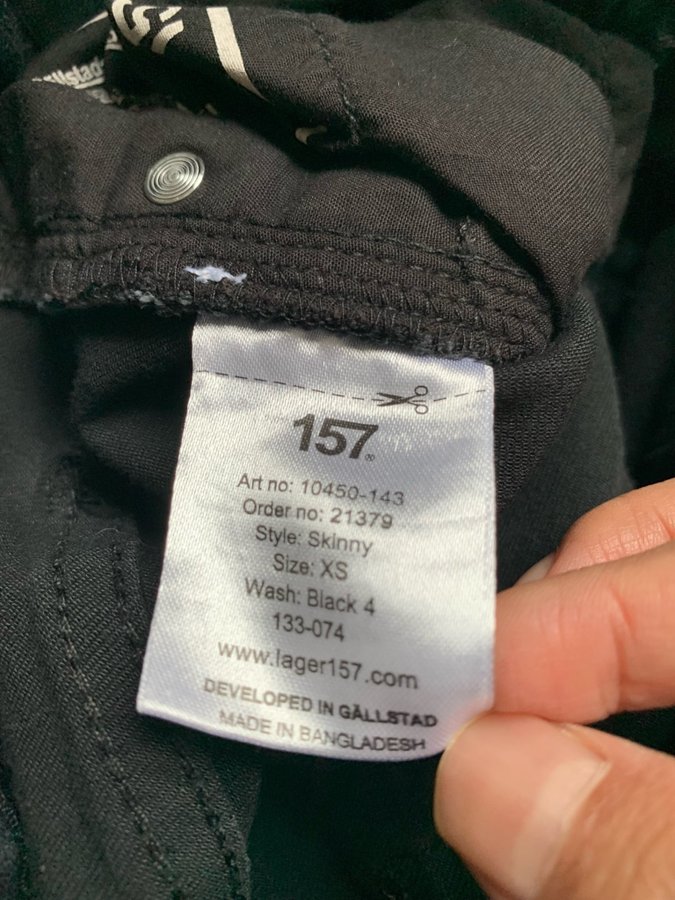 157®
Art no: 10450-143
Order no: 21379
Style: Skinny
Size: XS
Wash: Black 4
133-074
www.lager157.com
DEVELOPED IN GÄLLSTAD
MADE IN BANGLADESH